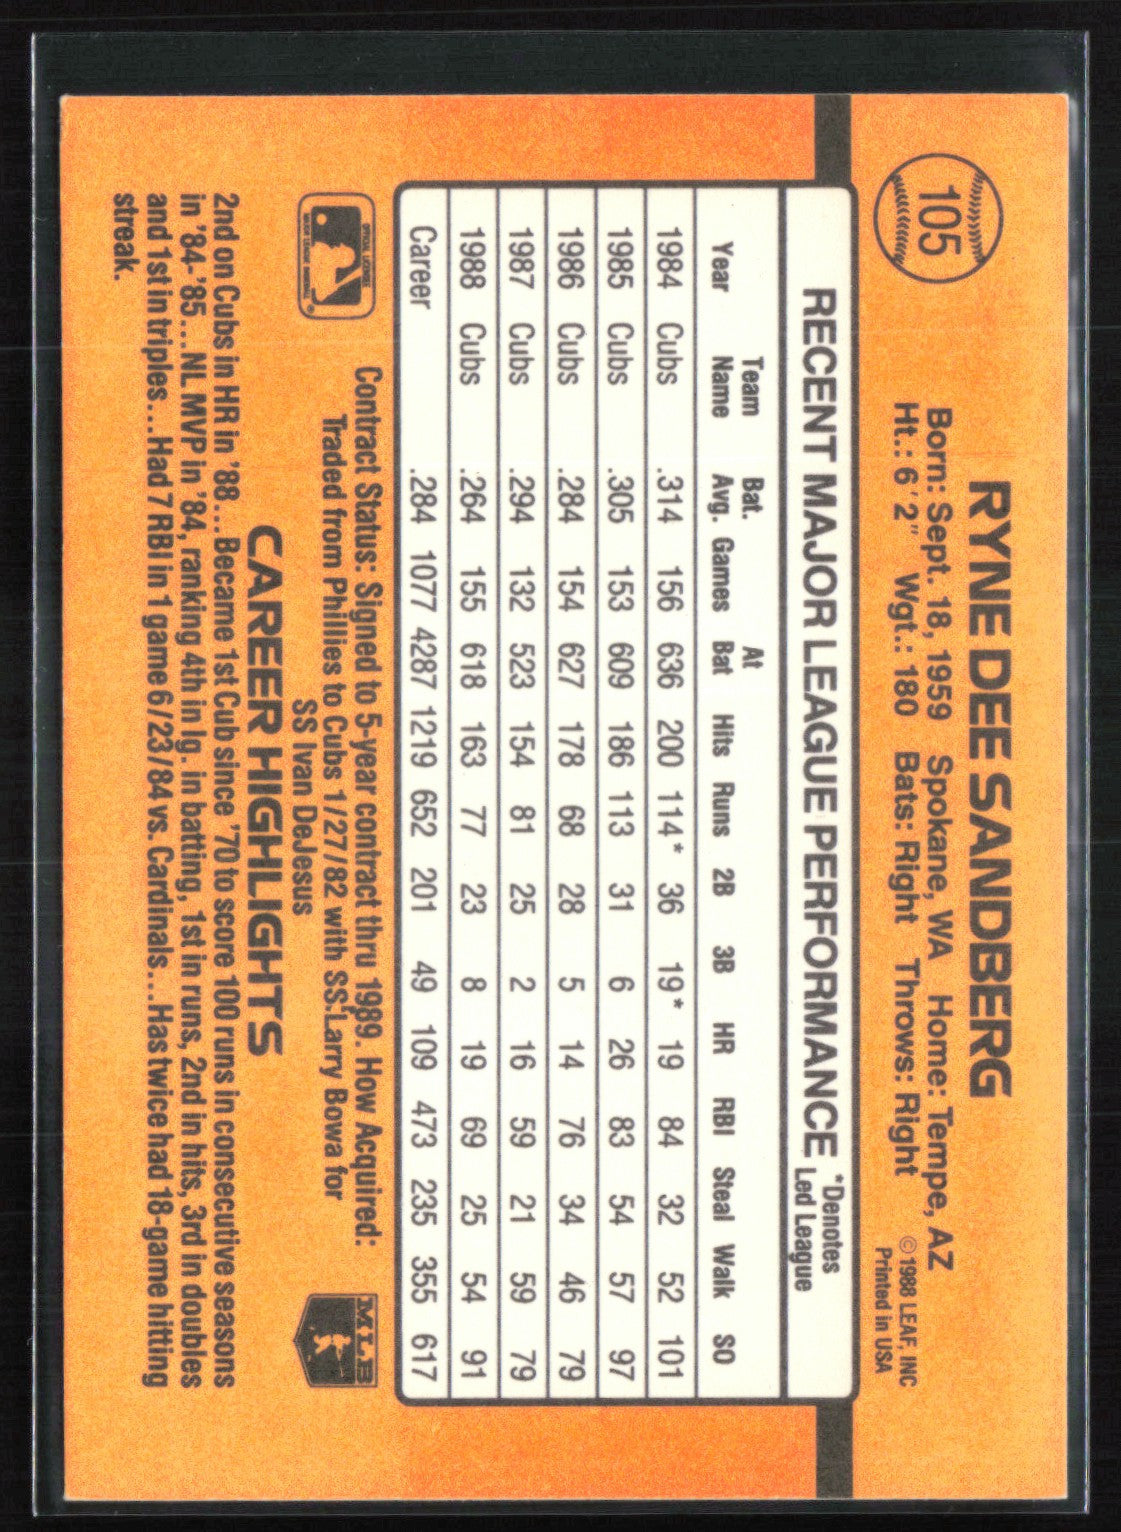 105
RYNE DEE SANDBERG
Born: Sept. 18, 1959 Spokane, WA Home: Tempe, AZ
Ht.: 6'2" Wgt.: 180 Bats: Right Throws: Right
© 1988 LEAF, INC
Printed in USA
RECENT MAJOR LEAGUE PERFORMANCE
*Denotes
Led League
Year Team Name Bat. Avg. Games At Bat Hits Runs 2B 3B HR RBI Steal Walk SO
1984 Cubs .314 156 636 200 114* 36 19* 19 84 32 52 101
1985 Cubs .305 153 609 186 113 31 6 26 83 54 57 97
1986 Cubs .284 154 627 178 68 28 5 14 76 34 46 79
1987 Cubs .294 132 523 154 81 25 2 16 59 21 59 79
1988 Cubs .264 155 618 163 77 23 8 19 69 25 54 91
Career .284 1077 4287 1219 652 201 49 109 473 235 355 617
OFFICIAL LICENSEE
MAJOR LEAGUE BASEBALL
Contract Status: Signed to 5-year contract thru 1989. How Acquired:
Traded from Phillies to Cubs 1/27/82 with SS Larry Bowa for
SS Ivan DeJesus
MLB
CAREER HIGHLIGHTS
2nd on Cubs in HR in '88...Became 1st Cub since '70 to score 100 runs in consecutive seasons
in '84-'85...NL MVP in '84, ranking 4th in lg. in batting, 1st in runs, 2nd in hits, 3rd in doubles
and 1st in triples...Had 7 RBI in 1 game 6/23/84 vs. Cardinals...Has twice had 18-game hitting
streak.